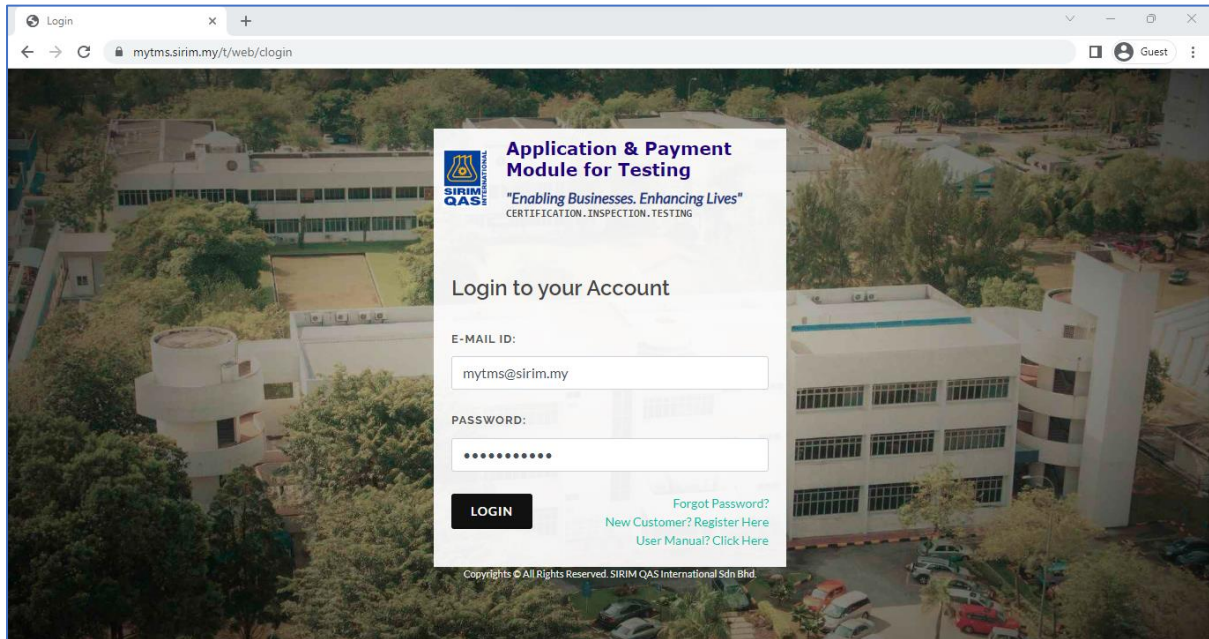 Login
mytms.sirim.my/t/web/clogin
Guest
SIRIM
QAS
INTERNATIONAL
Application & Payment
Module for Testing
"Enabling Businesses. Enhancing Lives"
CERTIFICATION.INSPECTION.TESTING
Login to your Account
E-MAIL ID:
mytms@sirim.my
PASSWORD:
•••••••••••
LOGIN
Forgot Password?
New Customer? Register Here
User Manual? Click Here
Copyrights © All Rights Reserved. SIRIM QAS International Sdn Bhd.